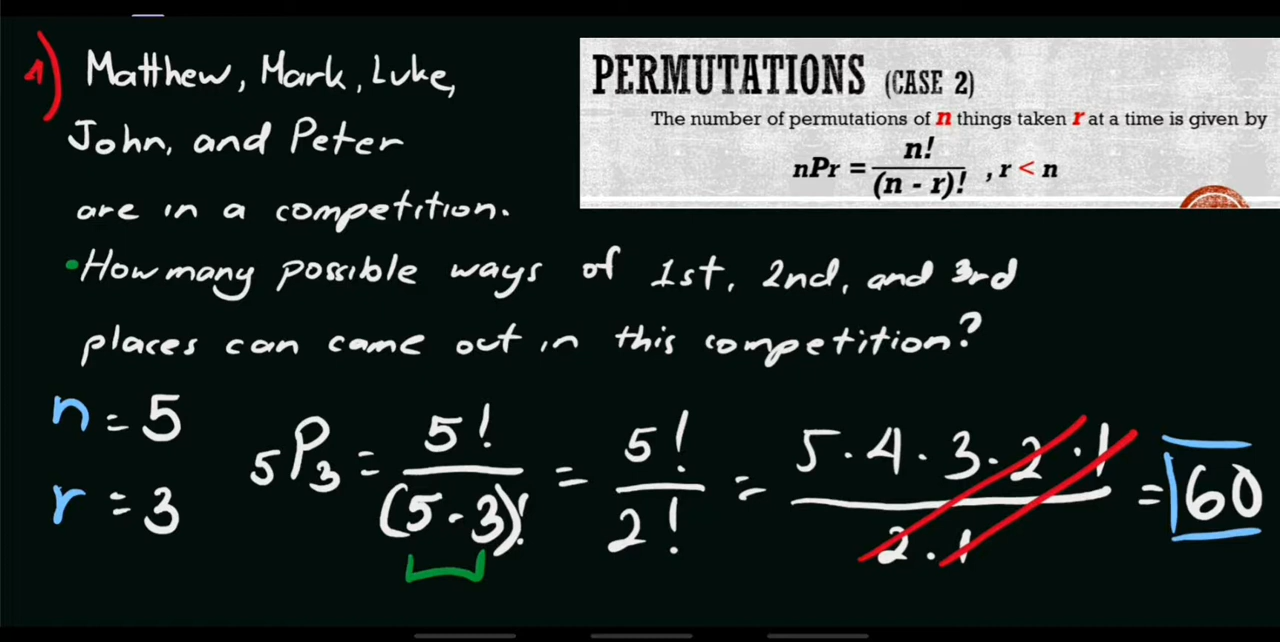 1) Matthew, Mark, Luke,
John, and Peter
are in a competition.
• How many possible ways of 1st, 2nd, and 3rd
places can came out in this competition?
PERMUTATIONS (CASE 2)
The number of permutations of n things taken r at a time is given by
nPr = n! / (n - r)! , r < n
n = 5
r = 3
5P3 = 5! / (5 - 3)! = 5! / 2! = 5 · 4 · 3 · 2 · 1 / 2 · 1 = 60